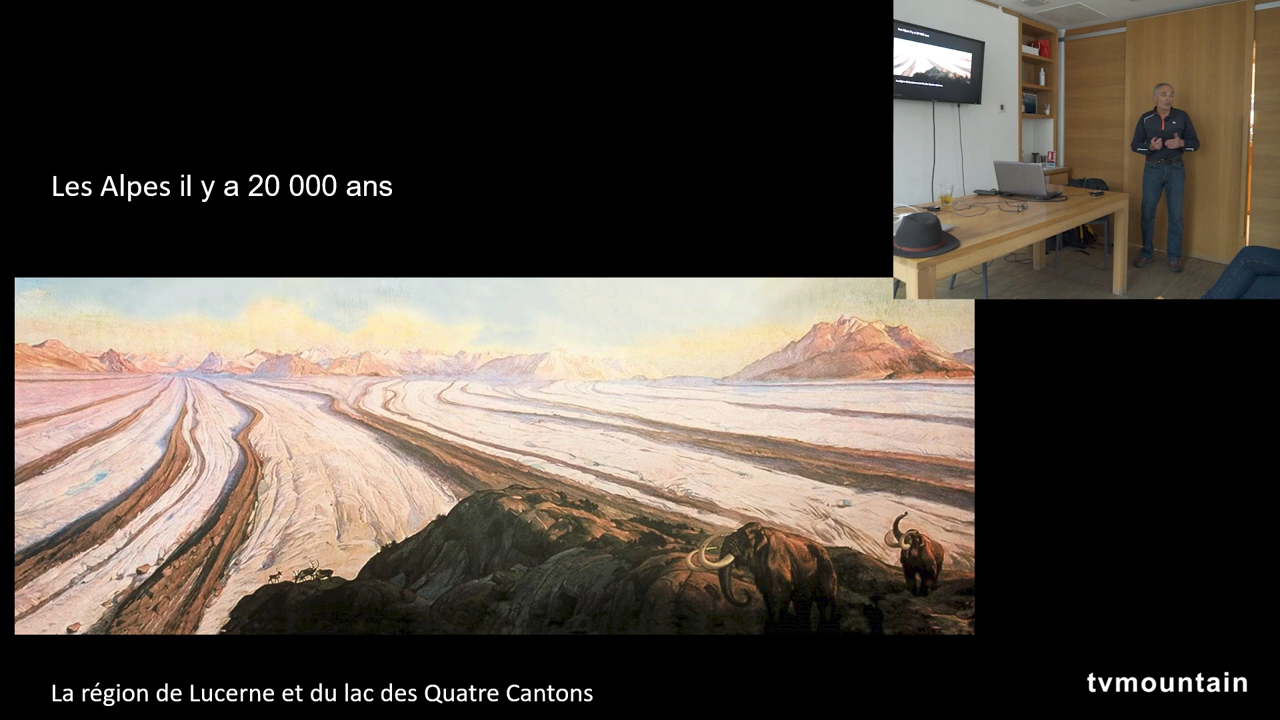 Les Alpes il y a 20 000 ans
La région de Lucerne et du lac des Quatre Cantons
tvmountain